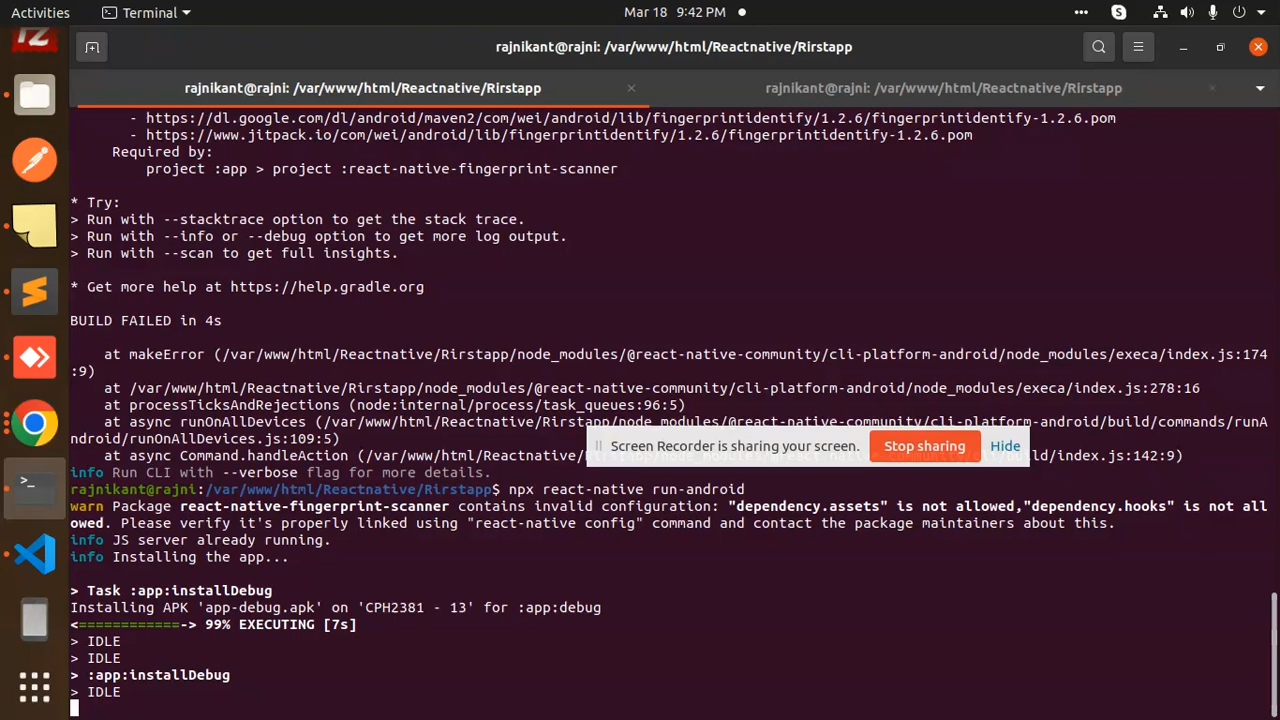 Activities
Terminal
Mar 18 9:42 PM
rajnikant@rajni: /var/www/html/Reactnative/Rirstapp
rajnikant@rajni: /var/www/html/Reactnative/Rirstapp
rajnikant@rajni: /var/www/html/Reactnative/Rirstapp
- https://dl.google.com/dl/android/maven2/com/wei/android/lib/fingerprintidentify/1.2.6/fingerprintidentify-1.2.6.pom
- https://www.jitpack.io/com/wei/android/lib/fingerprintidentify/1.2.6/fingerprintidentify-1.2.6.pom
Required by:
project :app > project :react-native-fingerprint-scanner
* Try:
> Run with --stacktrace option to get the stack trace.
> Run with --info or --debug option to get more log output.
> Run with --scan to get full insights.
* Get more help at https://help.gradle.org
BUILD FAILED in 4s
at makeError (/var/www/html/Reactnative/Rirstapp/node_modules/@react-native-community/cli-platform-android/node_modules/execa/index.js:174
:9)
at /var/www/html/Reactnative/Rirstapp/node_modules/@react-native-community/cli-platform-android/node_modules/execa/index.js:278:16
at processTicksAndRejections (node:internal/process/task_queues:96:5)
at async runOnAllDevices (/var/www/html/Reactnative/Rirstapp/node_modules/@react-native-community/cli-platform-android/build/commands/runA
ndroid/runOnAllDevices.js:109:5)
Screen Recorder is sharing your screen.
Stop sharing
Hide
at async Command.handleAction (/var/www/html/Reactnative/ build/index.js:142:9)
info Run CLI with --verbose flag for more details.
rajnikant@rajni:/var/www/html/Reactnative/Rirstapp$ npx react-native run-android
warn Package react-native-fingerprint-scanner contains invalid configuration: "dependency.assets" is not allowed,"dependency.hooks" is not all
owed. Please verify it's properly linked using "react-native config" command and contact the package maintainers about this.
info JS server already running.
info Installing the app...
> Task :app:installDebug
Installing APK 'app-debug.apk' on 'CPH2381 - 13' for :app:debug
<============-> 99% EXECUTING [7s]
> IDLE
> IDLE
> :app:installDebug
> IDLE